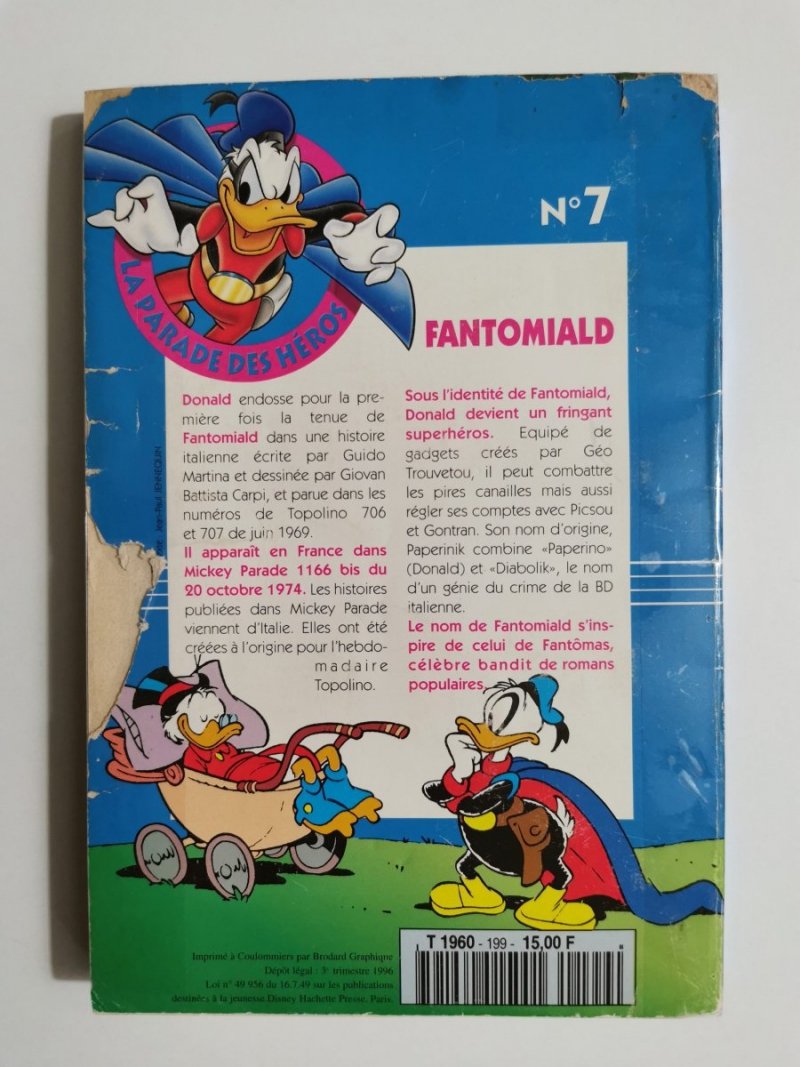 N° 7
LA PARADE DES HÉROS
FANTOMIALD
Donald endosse pour la pre-
mière fois la tenue de
Fantomiald dans une histoire
italienne écrite par Guido
Martina et dessinée par Giovan
Battista Carpi, et parue dans les
numéros de Topolino 706
et 707 de juin 1969.
Il apparaît en France dans
Mickey Parade 1166 bis du
20 octobre 1974. Les histoires
publiées dans Mickey Parade
viennent d'Italie. Elles ont été
créées à l'origine pour l'hebdo-
madaire
Topolino.
Sous l'identité de Fantomiald,
Donald devient un fringant
superhéros. Equipé de
gadgets créés par Géo
Trouvetou, il peut combattre
les pires canailles mais aussi
régler ses comptes avec Picsou
et Gontran. Son nom d'origine,
Paperinik combine «Paperino»
(Donald) et «Diabolik», le nom
d'un génie du crime de la BD
italienne.
Le nom de Fantomiald s'ins-
pire de celui de Fantômas,
célèbre bandit de romans
populaires.
Jean-Paul JENNEQUIN
T 1960 - 199 - 15,00 F
Imprimé à Coulommiers par Brodard Graphique
Dépôt légal : 3e trimestre 1996
Loi n° 49 956 du 16.7.49 sur les publications
destinées à la jeunesse.Disney Hachette Presse. Paris.